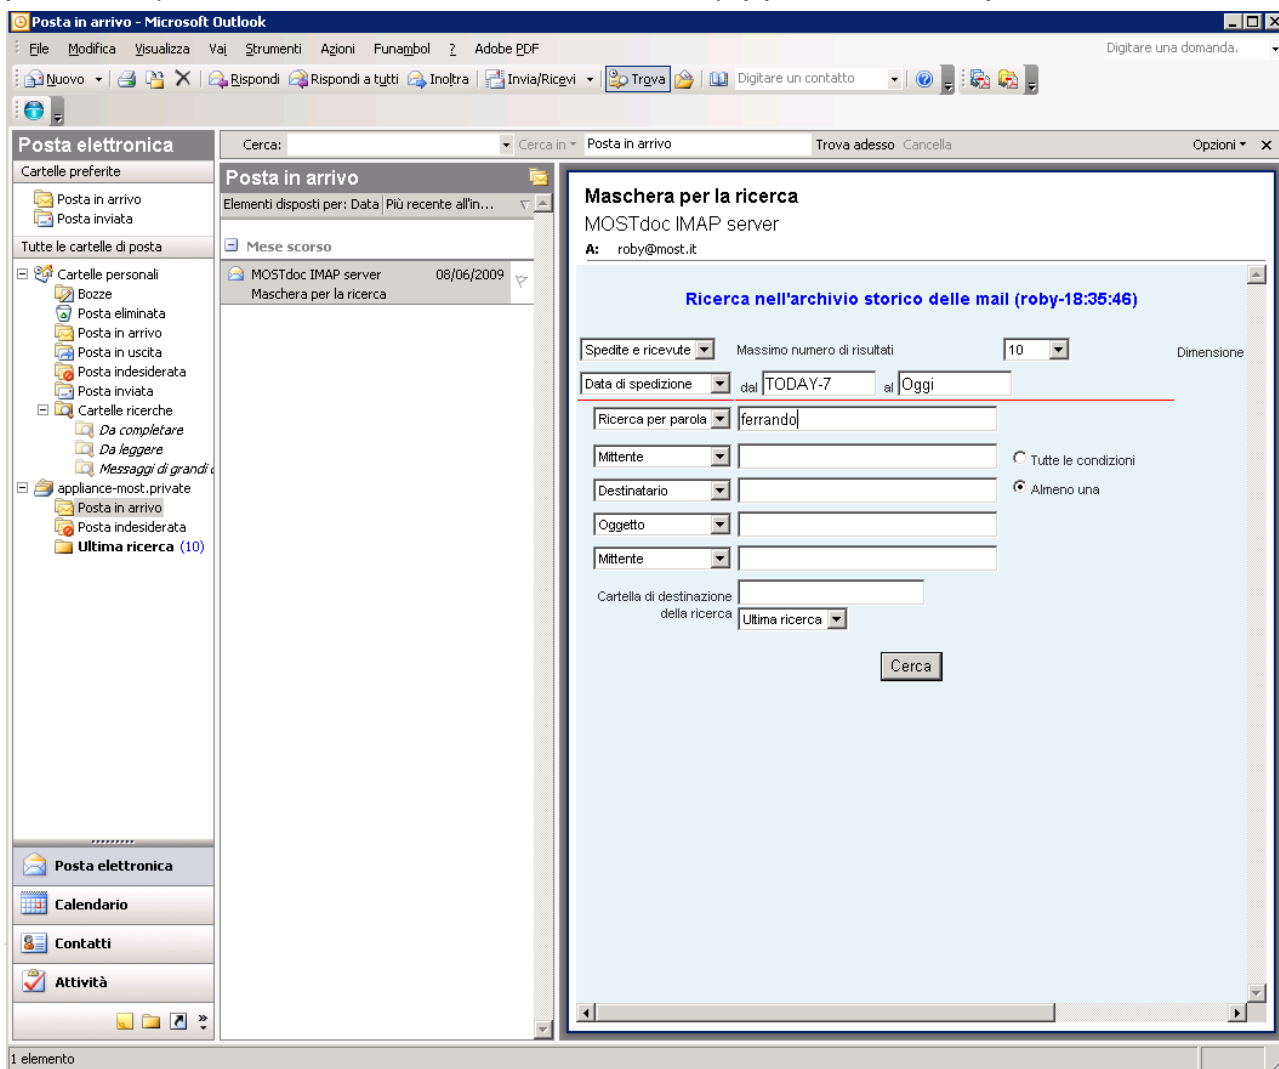 Posta in arrivo - Microsoft Outlook
File Modifica Visualizza Vai Strumenti Azioni Funambol ? Adobe PDF Digitare una domanda.
Nuovo Rispondi Rispondi a tutti Inoltra Invia/Ricevi Trova Digitare un contatto
Posta elettronica
Cerca: Cerca in Posta in arrivo Trova adesso Cancella Opzioni
Cartelle preferite
Posta in arrivo
Posta inviata
Tutte le cartelle di posta
Cartelle personali
Bozze
Posta eliminata
Posta in arrivo
Posta in uscita
Posta indesiderata
Posta inviata
Cartelle ricerche
Da completare
Da leggere
Messaggi di grandi
appliance-most.private
Posta in arrivo
Posta indesiderata
Ultima ricerca (10)
Posta elettronica
Calendario
Contatti
Attività
Posta in arrivo
Elementi disposti per: Data Più recente all'in...
Mese scorso
MOSTdoc IMAP server 08/06/2009
Maschera per la ricerca
Maschera per la ricerca
MOSTdoc IMAP server
A: roby@most.it
Ricerca nell'archivio storico delle mail (roby-18:35:46)
Spedite e ricevute Massimo numero di risultati 10 Dimensione
Data di spedizione dal TODAY-7 al Oggi
Ricerca per parola ferrando
Mittente Tutte le condizioni
Destinatario Almeno una
Oggetto
Mittente
Cartella di destinazione
della ricerca Ultima ricerca
Cerca
1 elemento